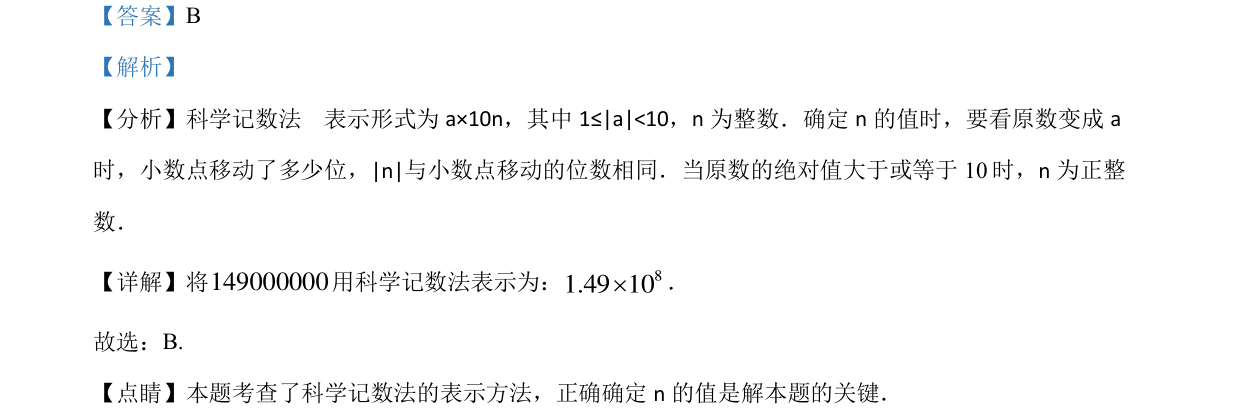 【答案】B
【解析】
【分析】科学记数法 表示形式为 a×10n，其中 1≤|a|<10，n 为整数．确定 n 的值时，要看原数变成 a
时，小数点移动了多少位，|n|与小数点移动的位数相同．当原数的绝对值大于或等于 10 时，n 为正整
数．
【详解】将149000000用科学记数法表示为：1.49×10⁸．
故选：B.
【点睛】本题考查了科学记数法的表示方法，正确确定 n 的值是解本题的关键．